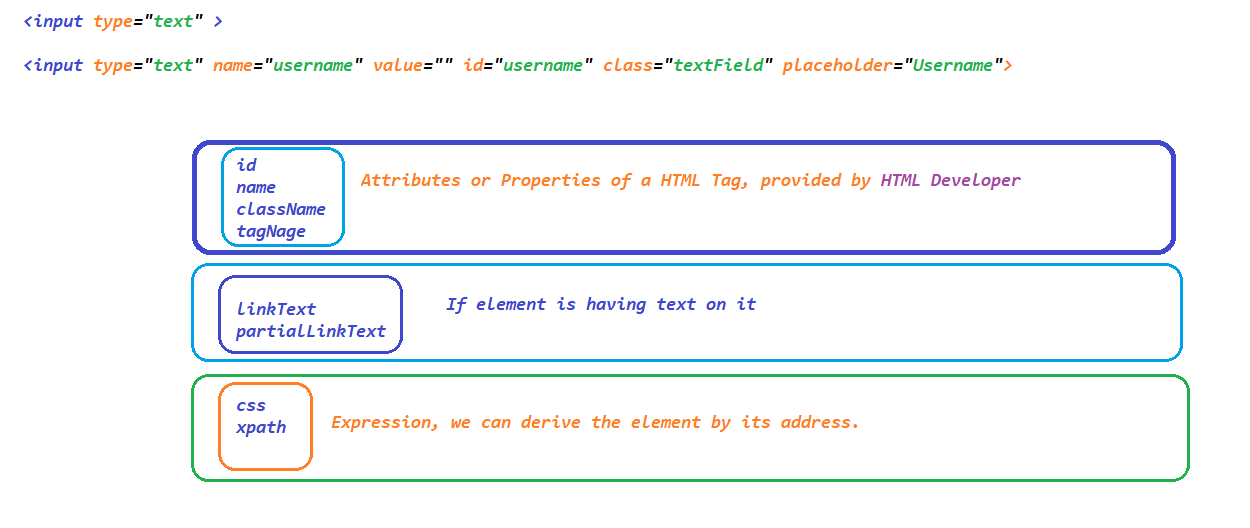 <input type="text" >
<input type="text" name="username" value="" id="username" class="textField" placeholder="Username">
id
name
className
tagNage
Attributes or Properties of a HTML Tag, provided by HTML Developer
linkText
partialLinkText
If element is having text on it
css
xpath
Expression, we can derive the element by its address.